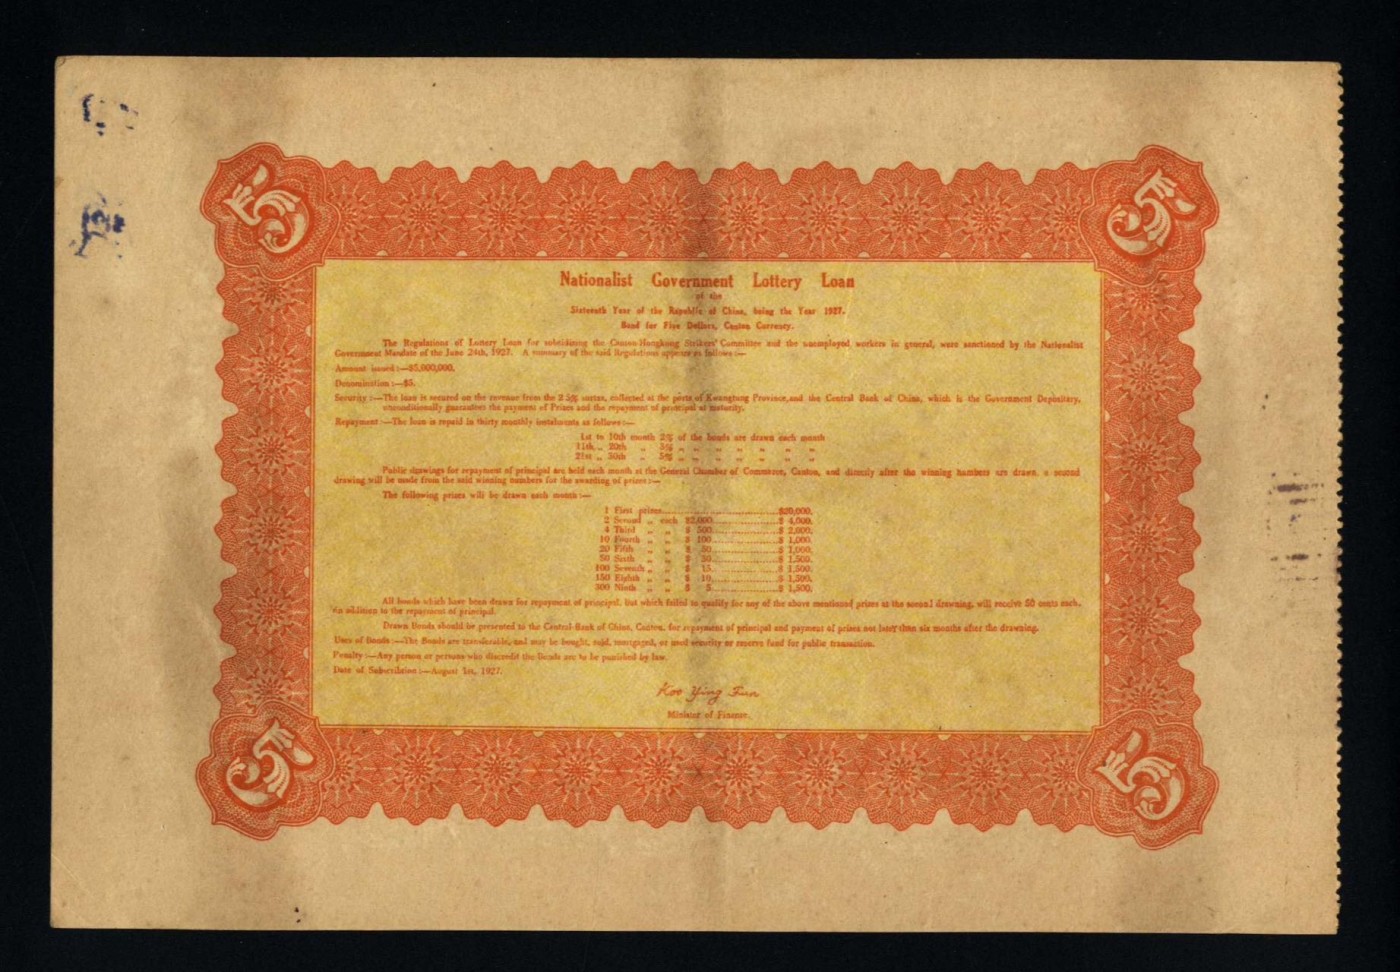 5 5
Nationalist Government Lottery Loan
of the
Sixteenth Year of the Republic of China, being the Year 1927.
Bond for Five Dollars, Canton Currency.
The Regulations of Lottery Loan for subsidizing the Canton-Hongkong Strikers' Committee and the unemployed workers in general, were sanctioned by the Nationalist
Government Mandate of the June 24th, 1927. A summary of the said Regulations appears as follows:—
Amount issued:—$5,000,000.
Denomination:—$5.
Security:—The loan is secured on the revenue from the 2.5% surtax, collected at the ports of Kwangtung Province, and the Central Bank of China, which is the Government Depositary,
unconditionally guarantees the payment of Prizes and the repayment of principal at maturity.
Repayment:—The loan is repaid in thirty monthly instalments as follows:—
1st to 10th month 2% of the bonds are drawn each month
11th „ 20th „ 3% „ „ „ „ „ „ „
21st „ 30th „ 5% „ „ „ „ „ „ „
Public drawings for repayment of principal are held each month at the General Chamber of Commerce, Canton, and directly after the winning numbers are drawn, a second
drawing will be made from the said winning numbers for the awarding of prizes:—
The following prizes will be drawn each month:—
1 First prizes $20,000.
2 Second „ each $2,000 $ 4,000.
4 Third „ „ $ 500 $ 2,000.
10 Fourth „ „ $ 100 $ 1,000.
20 Fifth „ „ $ 50 $ 1,000.
50 Sixth „ „ $ 30 $ 1,500.
100 Seventh „ „ $ 15 $ 1,500.
150 Eighth „ „ $ 10 $ 1,500.
300 Ninth „ „ $ 5 $ 1,500.
All bonds which have been drawn for repayment of principal, but which failed to qualify for any of the above mentioned prizes at the second drawing, will receive 50 cents each,
in addition to the repayment of principal.
Drawn Bonds should be presented to the Central Bank of China, Canton, for repayment of principal and payment of prizes not later than six months after the drawing.
Uses of Bonds:—The Bonds are transferable, and may be bought, sold, mortgaged, or used security or reserve fund for public transaction.
Penalty:—Any person or persons who discredit the Bonds are to be punished by law.
Date of Subscription:—August 1st, 1927.
Koo Ying Fun
Minister of Finance.
5 5